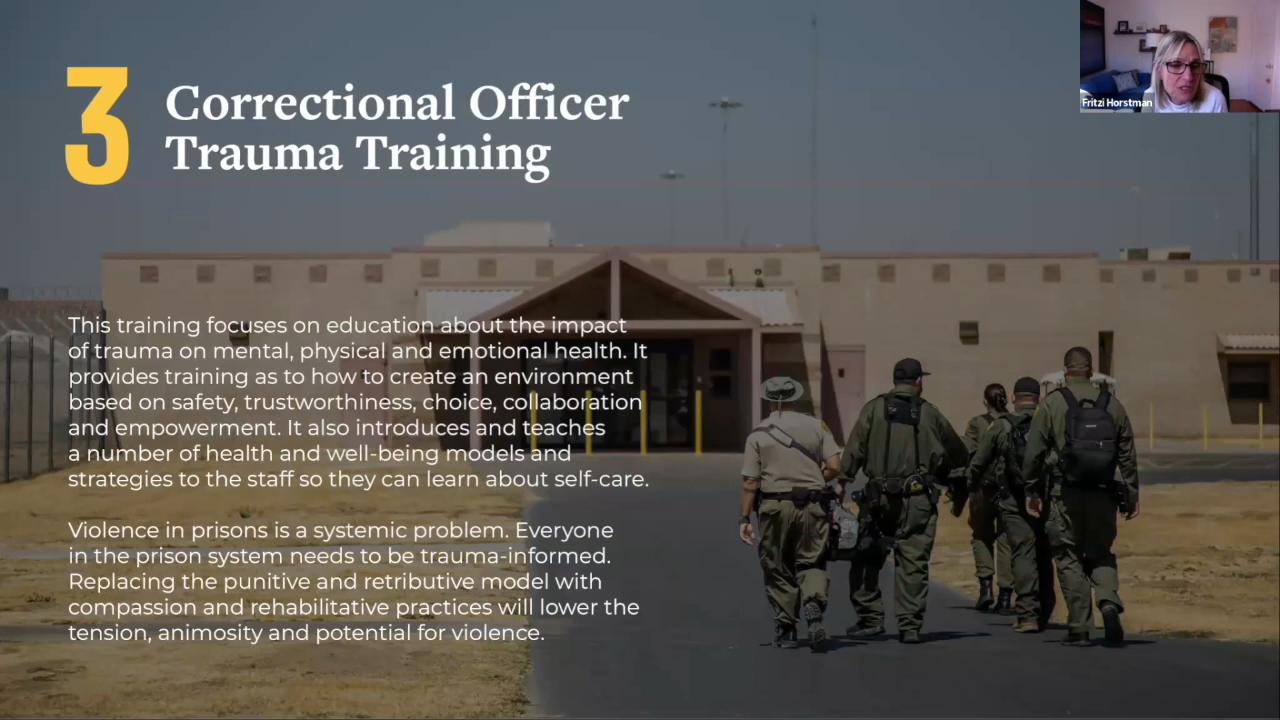 3
Correctional Officer
Trauma Training
Fritzi Horstman
This training focuses on education about the impact
of trauma on mental, physical and emotional health. It
provides training as to how to create an environment
based on safety, trustworthiness, choice, collaboration
and empowerment. It also introduces and teaches
a number of health and well-being models and
strategies to the staff so they can learn about self-care.
Violence in prisons is a systemic problem. Everyone
in the prison system needs to be trauma-informed.
Replacing the punitive and retributive model with
compassion and rehabilitative practices will lower the
tension, animosity and potential for violence.